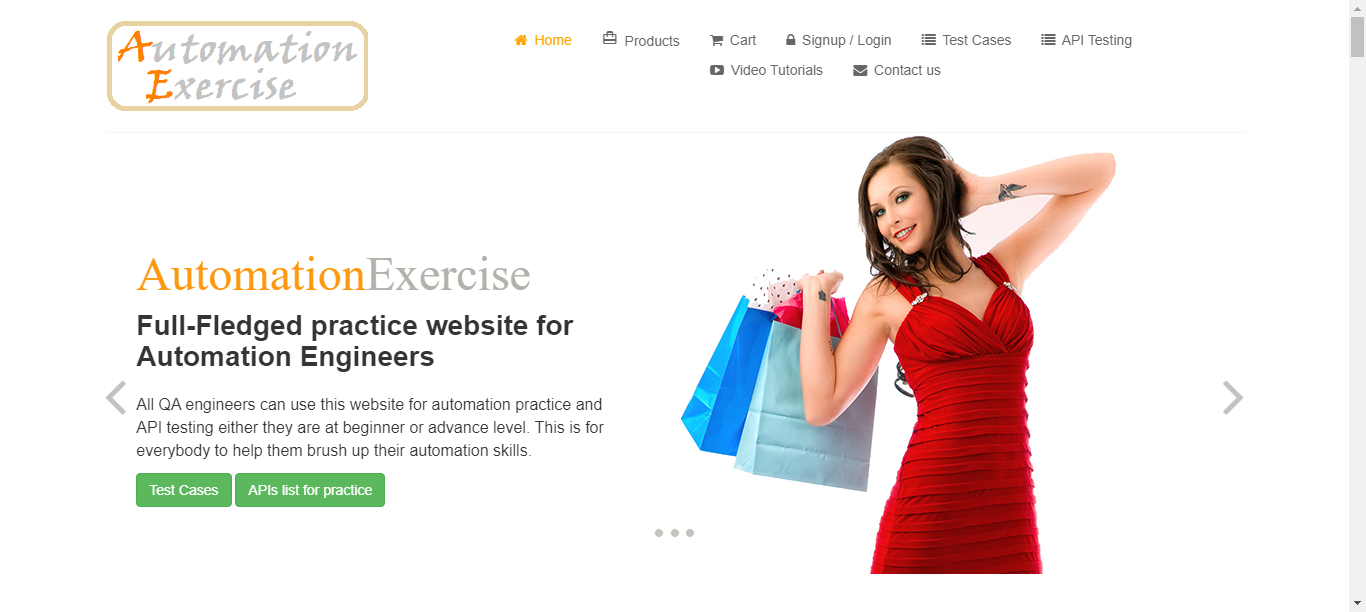 Automation
Exercise
Home Products Cart Signup / Login Test Cases API Testing
Video Tutorials Contact us
AutomationExercise
Full-Fledged practice website for
Automation Engineers
All QA engineers can use this website for automation practice and
API testing either they are at beginner or advance level. This is for
everybody to help them brush up their automation skills.
Test Cases APIs list for practice